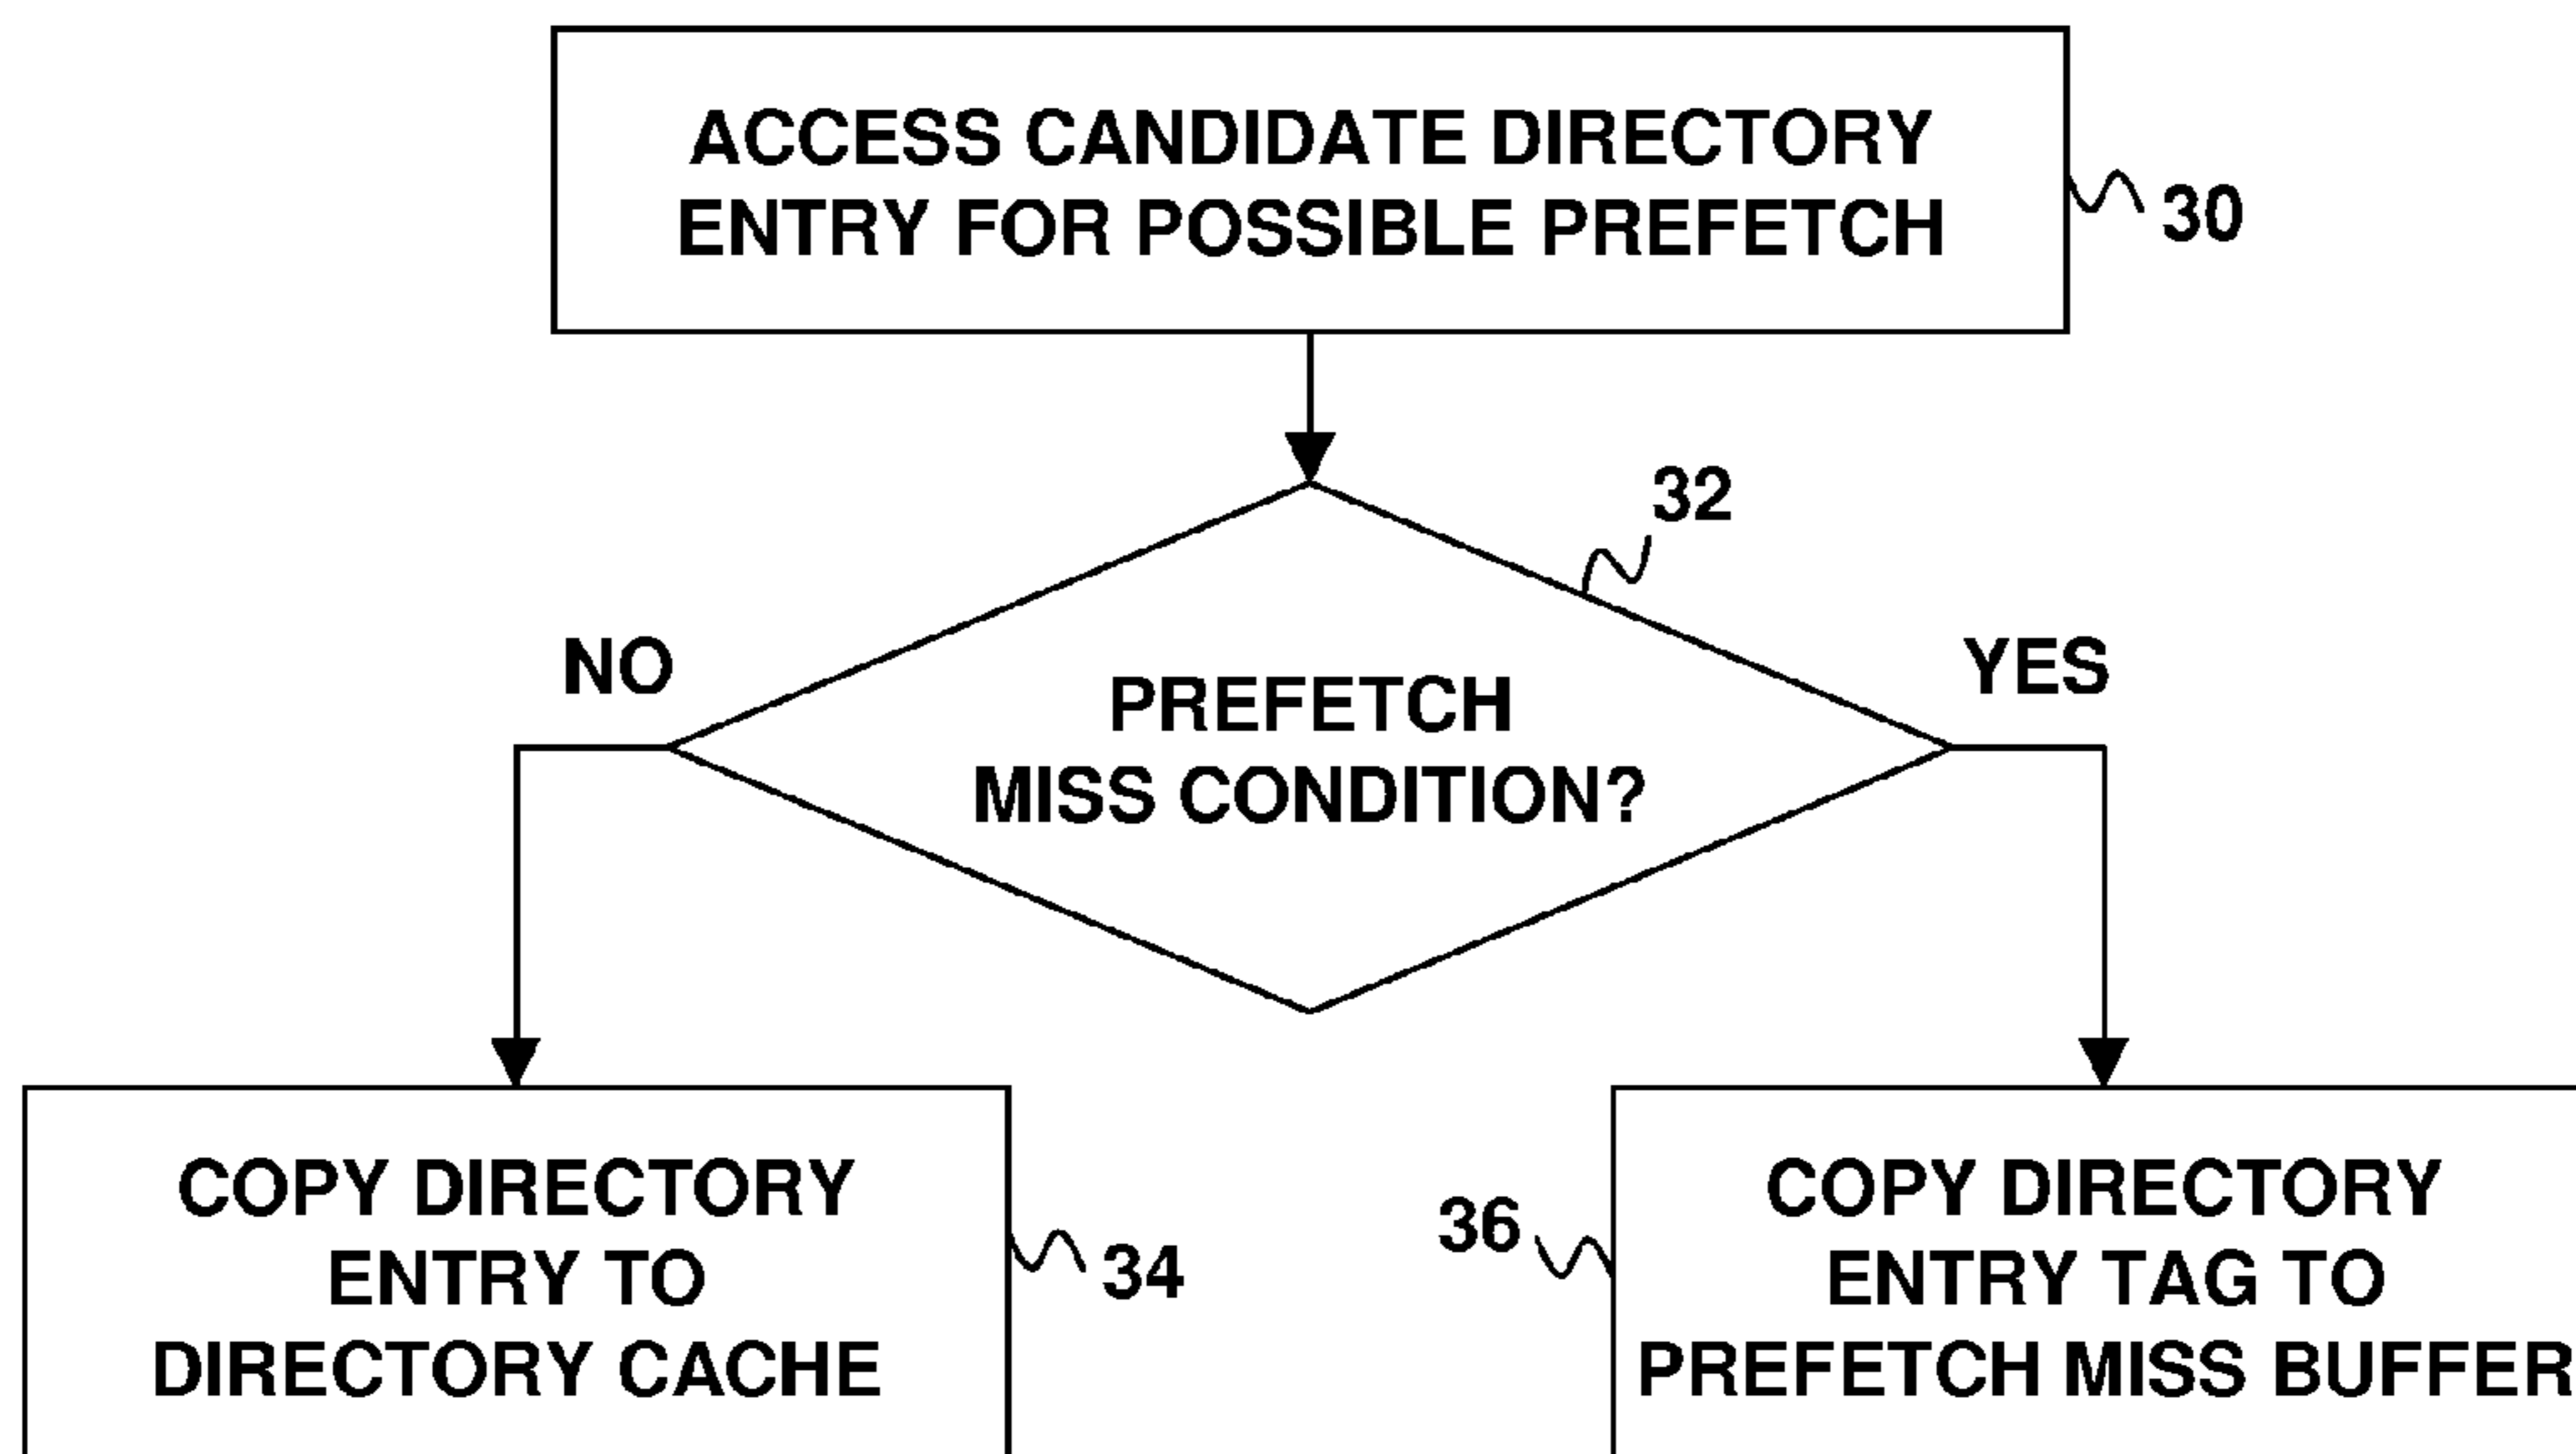 ACCESS CANDIDATE DIRECTORY
ENTRY FOR POSSIBLE PREFETCH
30
32
NO
YES
PREFETCH
MISS CONDITION?
COPY DIRECTORY
ENTRY TO
DIRECTORY CACHE
34
36
COPY DIRECTORY
ENTRY TAG TO
PREFETCH MISS BUFFER